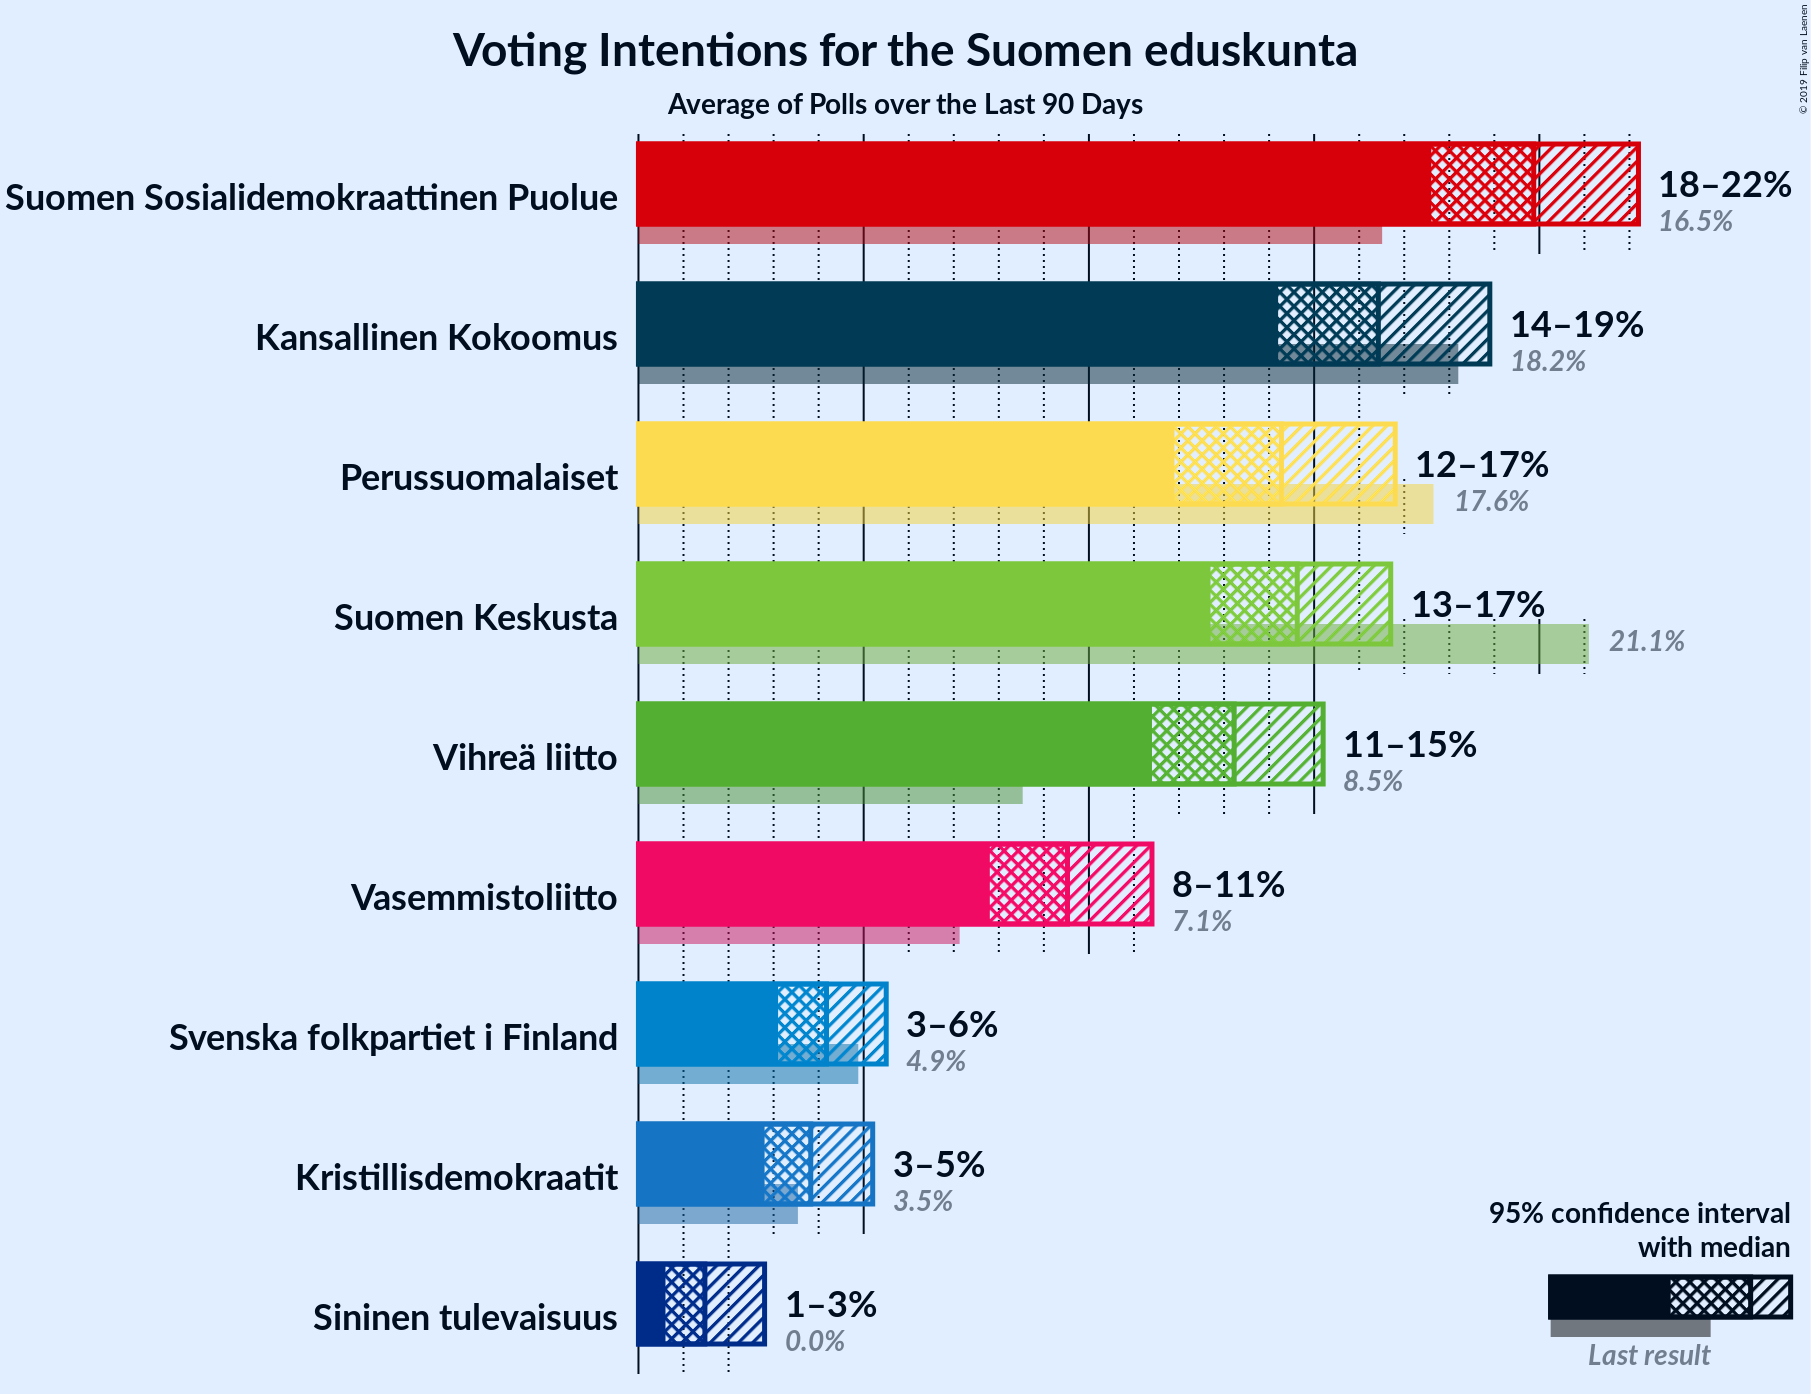 Voting Intentions for the Suomen eduskunta
Average of Polls over the Last 90 Days
© 2019 Filip van Laenen
Suomen Sosialidemokraattinen Puolue
18–22%
16.5%
Kansallinen Kokoomus
14–19%
18.2%
Perussuomalaiset
12–17%
17.6%
Suomen Keskusta
13–17%
21.1%
Vihreä liitto
11–15%
8.5%
Vasemmistoliitto
8–11%
7.1%
Svenska folkpartiet i Finland
3–6%
4.9%
Kristillisdemokraatit
3–5%
3.5%
Sininen tulevaisuus
1–3%
0.0%
95% confidence interval
with median
Last result